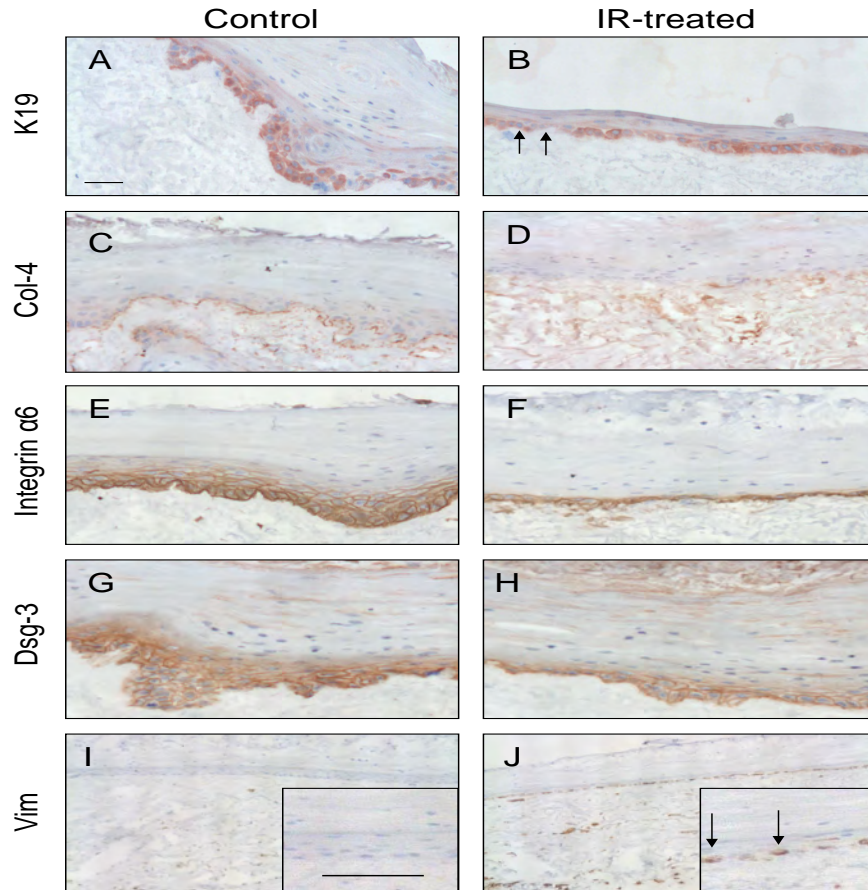 Control IR-treated
K19 A B
Col-4 C D
Integrin α6 E F
Dsg-3 G H
Vim I J